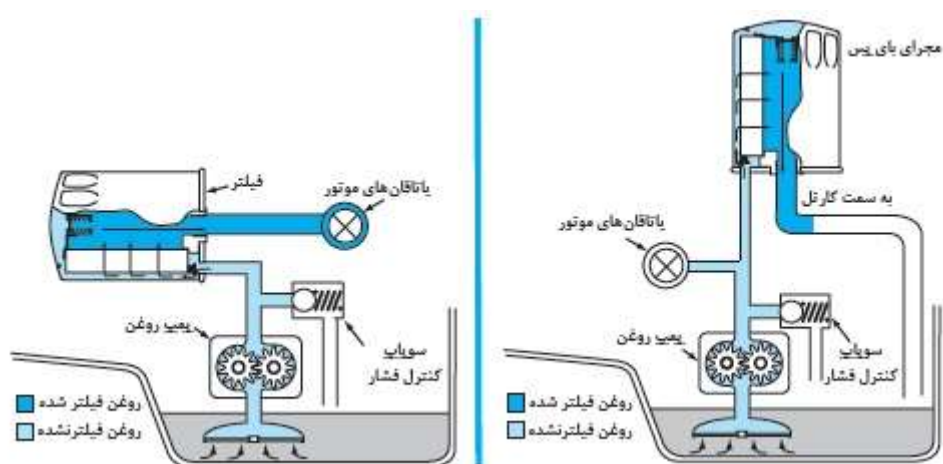 مجرای بای پس
به سمت کارتل
یاتاقان‌های موتور
پمپ روغن
سوپاپ
کنترل فشار
روغن فیلتر شده
روغن فیلترنشده
فیلتر
یاتاقان‌های موتور
پمپ روغن
سوپاپ
کنترل فشار
روغن فیلتر شده
روغن فیلترنشده